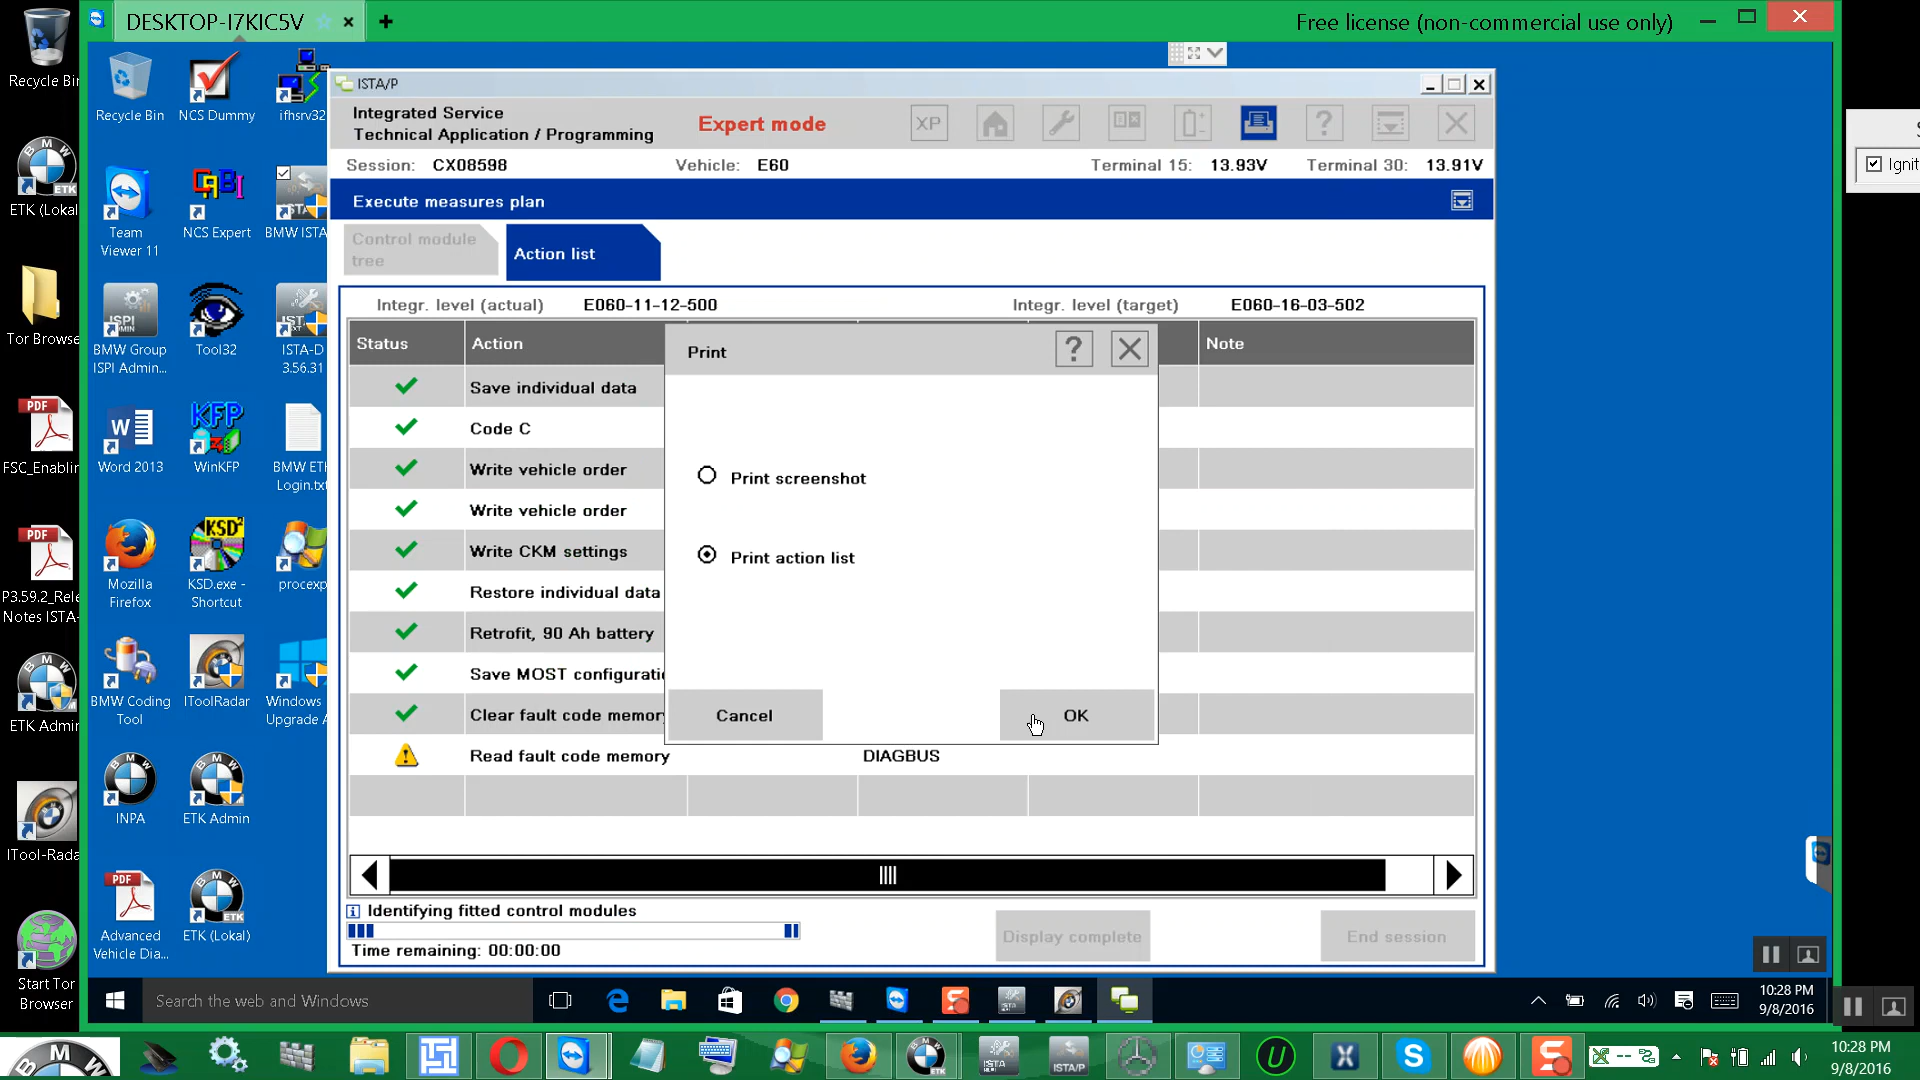 DESKTOP-I7KIC5V
Free license (non-commercial use only)
Recycle Bin
ETK (Lokal
Tor Browse
PDF
FSC_Enablin
PDF
P3.59.2_Rele
Notes ISTA-
ETK Admin
ITool-Rada
Start Tor
Browser
Recycle Bin
NCS Dummy
ifhsrv32
Team
Viewer 11
NCS Expert
BMW ISTA
BMW Group
ISPI Admin...
Tool32
ISTA-D
3.56.31
Word 2013
WinKFP
BMW ETK
Login.txt
Mozilla
Firefox
KSD.exe -
Shortcut
procexp
BMW Coding
Tool
IToolRadar
Windows
Upgrade A
INPA
ETK Admin
PDF
Advanced
Vehicle Dia...
ETK (Lokal)
ISTA/P
Integrated Service
Technical Application / Programming
Expert mode
XP
Session: CX08598
Vehicle: E60
Terminal 15: 13.93V
Terminal 30: 13.91V
Execute measures plan
Control module
tree
Action list
Integr. level (actual) E060-11-12-500
Integr. level (target) E060-16-03-502
Status
Action
Note
Save individual data
Code C
Write vehicle order
Write vehicle order
Write CKM settings
Restore individual data
Retrofit, 90 Ah battery
Save MOST configuratio
Clear fault code memory
Read fault code memory
DIAGBUS
Print
?
Print screenshot
Print action list
Cancel
OK
Identifying fitted control modules
Time remaining: 00:00:00
Display complete
End session
Ignit
Search the web and Windows
10:28 PM
9/8/2016
10:28 PM
9/8/2016